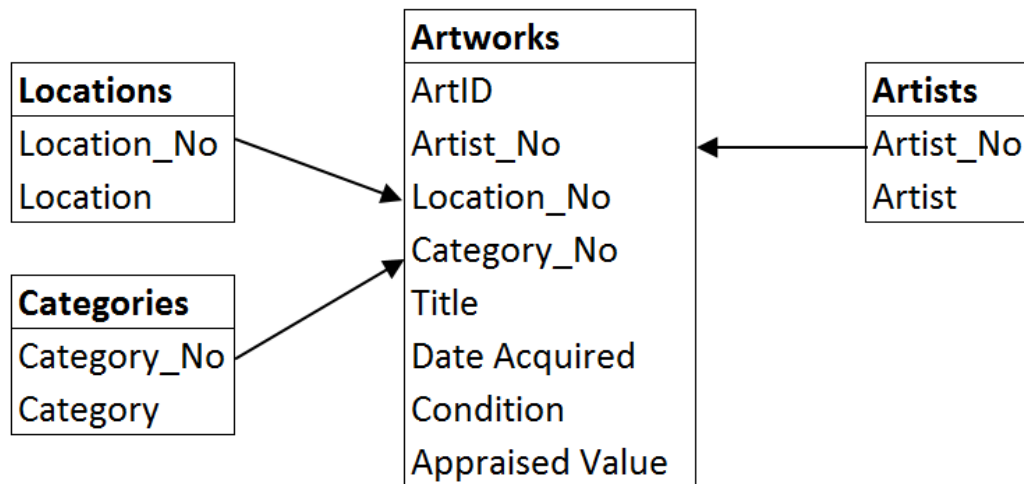 Locations
Location_No
Location
Categories
Category_No
Category
Artworks
ArtID
Artist_No
Location_No
Category_No
Title
Date Acquired
Condition
Appraised Value
Artists
Artist_No
Artist